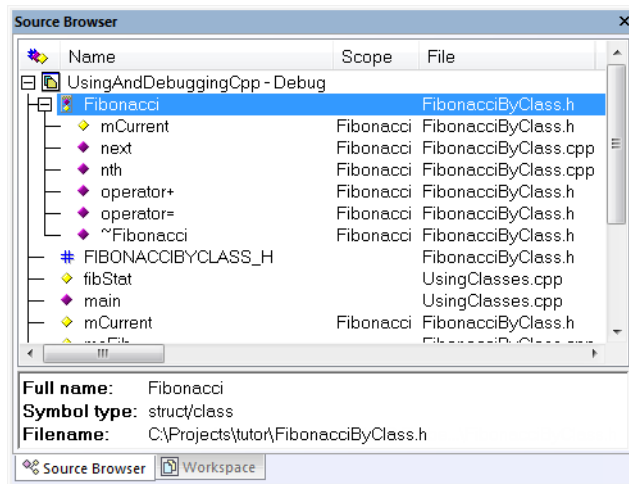 Source Browser
Name Scope File
UsingAndDebuggingCpp - Debug
Fibonacci FibonacciByClass.h
mCurrent Fibonacci FibonacciByClass.h
next Fibonacci FibonacciByClass.cpp
nth Fibonacci FibonacciByClass.cpp
operator+ Fibonacci FibonacciByClass.h
operator= Fibonacci FibonacciByClass.h
~Fibonacci Fibonacci FibonacciByClass.h
# FIBONACCIBYCLASS_H FibonacciByClass.h
fibStat UsingClasses.cpp
main UsingClasses.cpp
mCurrent Fibonacci FibonacciByClass.h
Full name: Fibonacci
Symbol type: struct/class
Filename: C:\Projects\tutor\FibonacciByClass.h
Source Browser Workspace